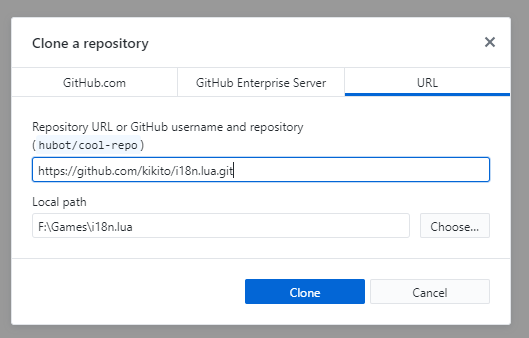 Clone a repository
GitHub.com
GitHub Enterprise Server
URL
Repository URL or GitHub username and repository
(hubot/cool-repo)
https://github.com/kikito/i18n.lua.git
Local path
F:\Games\i18n.lua
Choose...
Clone
Cancel